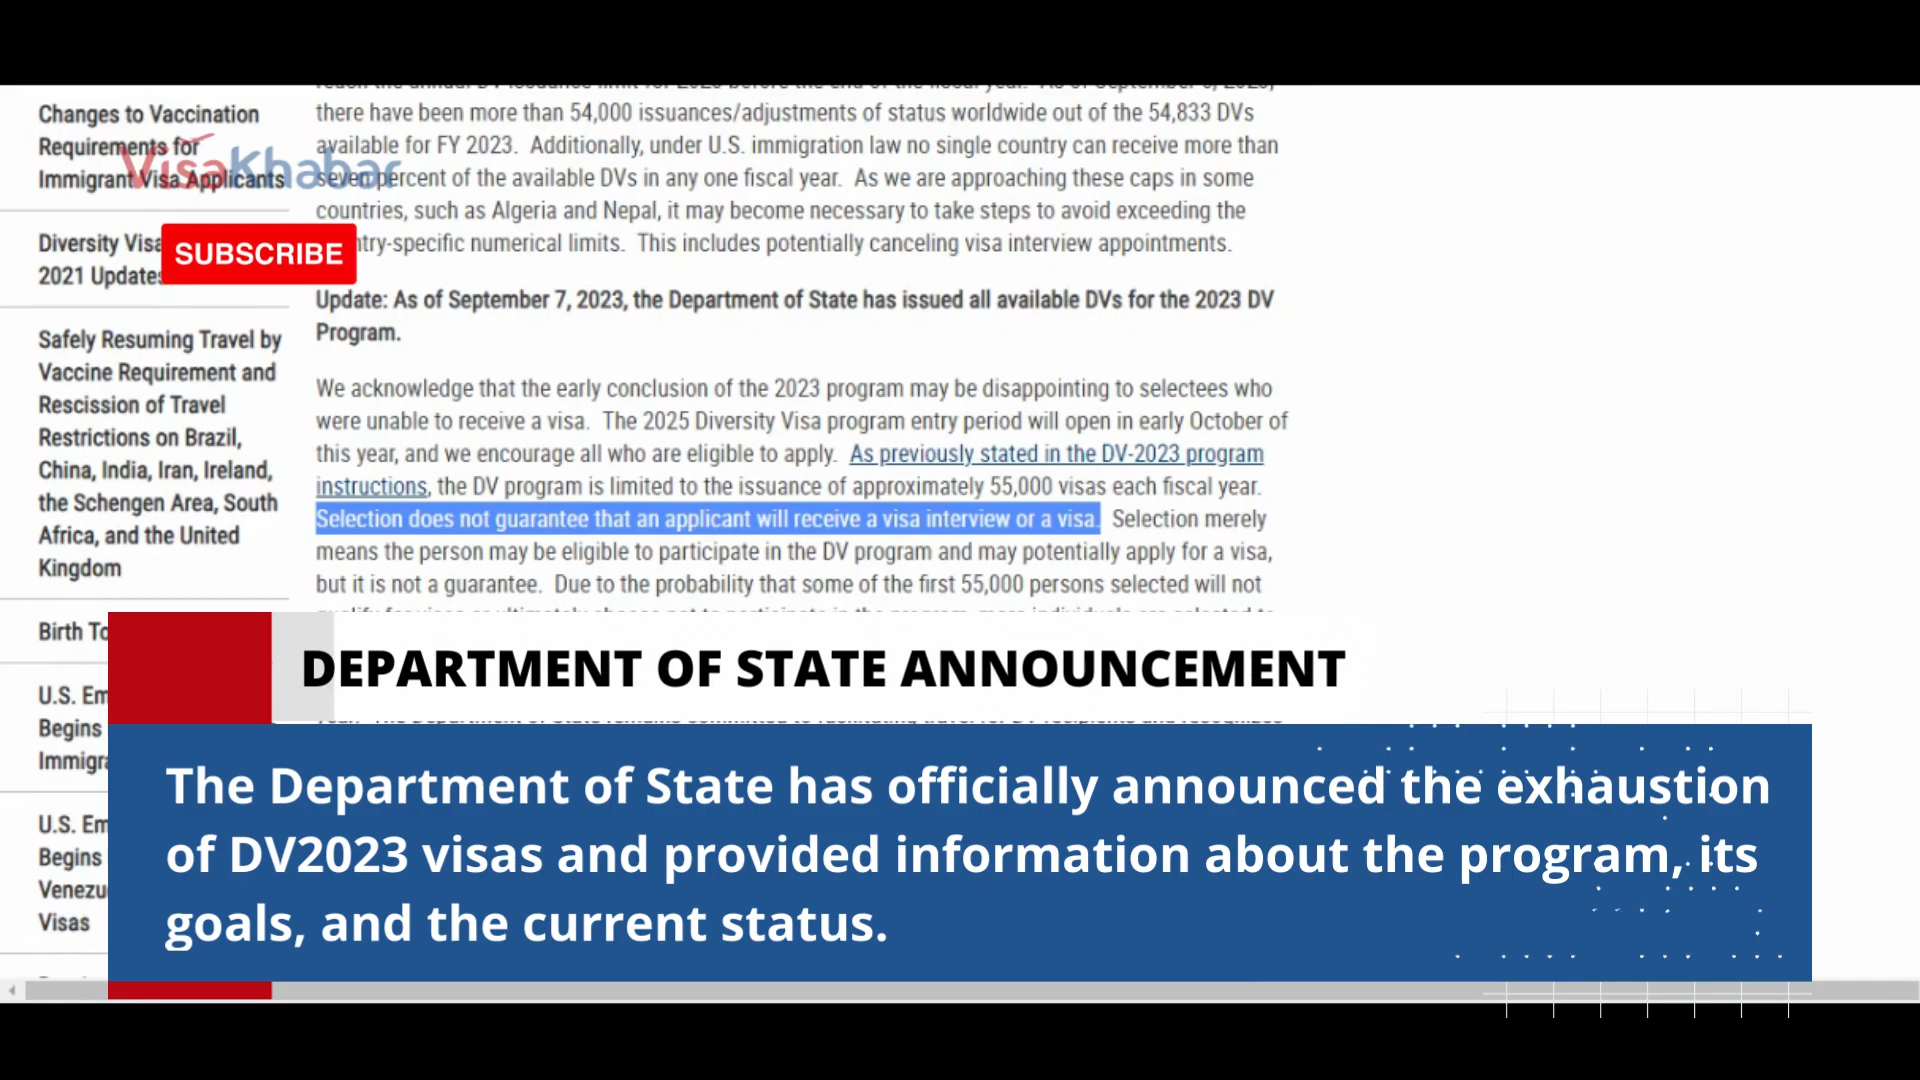 Changes to Vaccination
Requirements for
Immigrant Visa Applicants
Diversity Visa
2021 Updates
Safely Resuming Travel by
Vaccine Requirement and
Rescission of Travel
Restrictions on Brazil,
China, India, Iran, Ireland,
the Schengen Area, South
Africa, and the United
Kingdom
Birth To
U.S. Em
Begins
Immigra
U.S. Em
Begins
Venezu
Visas
VisaKhabar
SUBSCRIBE
there have been more than 54,000 issuances/adjustments of status worldwide out of the 54,833 DVs
available for FY 2023. Additionally, under U.S. immigration law no single country can receive more than
seven percent of the available DVs in any one fiscal year. As we are approaching these caps in some
countries, such as Algeria and Nepal, it may become necessary to take steps to avoid exceeding the
ntry-specific numerical limits. This includes potentially canceling visa interview appointments.
Update: As of September 7, 2023, the Department of State has issued all available DVs for the 2023 DV
Program.
We acknowledge that the early conclusion of the 2023 program may be disappointing to selectees who
were unable to receive a visa. The 2025 Diversity Visa program entry period will open in early October of
this year, and we encourage all who are eligible to apply. As previously stated in the DV-2023 program
instructions, the DV program is limited to the issuance of approximately 55,000 visas each fiscal year.
Selection does not guarantee that an applicant will receive a visa interview or a visa. Selection merely
means the person may be eligible to participate in the DV program and may potentially apply for a visa,
but it is not a guarantee. Due to the probability that some of the first 55,000 persons selected will not
DEPARTMENT OF STATE ANNOUNCEMENT
The Department of State has officially announced the exhaustion
of DV2023 visas and provided information about the program, its
goals, and the current status.